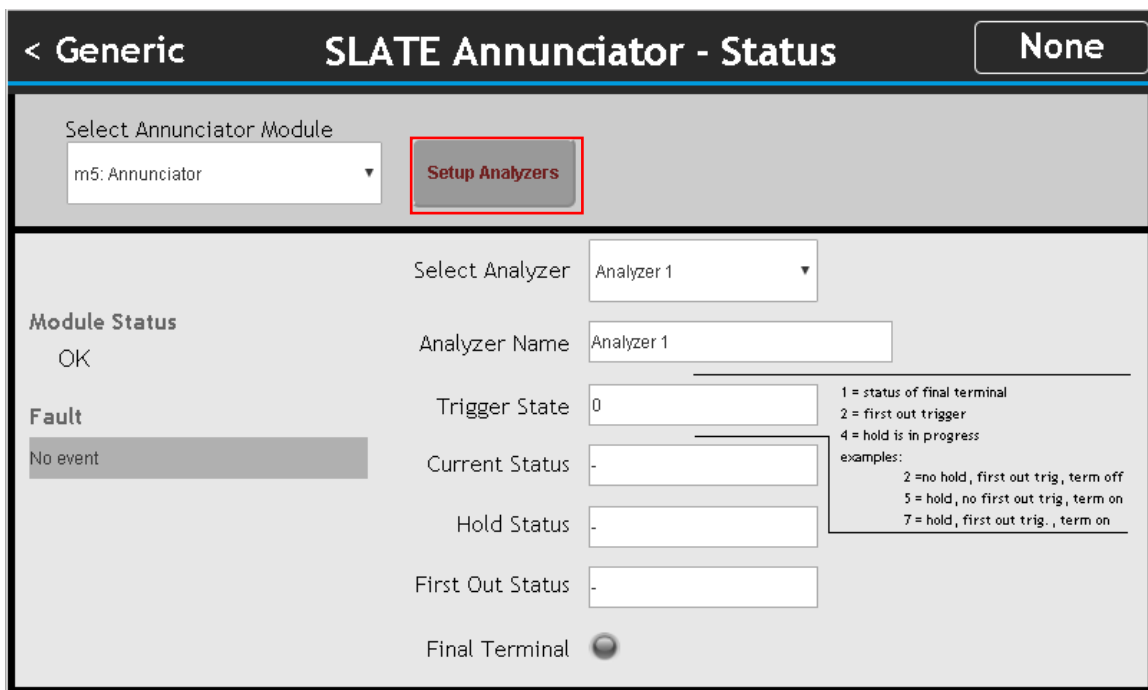 < Generic
SLATE Annunciator - Status
None
Select Annunciator Module
m5: Annunciator
Setup Analyzers
Select Analyzer
Analyzer 1
Module Status
OK
Analyzer Name
Analyzer 1
Fault
No event
Trigger State
0
1 = status of final terminal
2 = first out trigger
4 = hold is in progress
examples:
2 =no hold, first out trig, term off
5 = hold, no first out trig, term on
7 = hold, first out trig. , term on
Current Status
-
Hold Status
-
First Out Status
-
Final Terminal